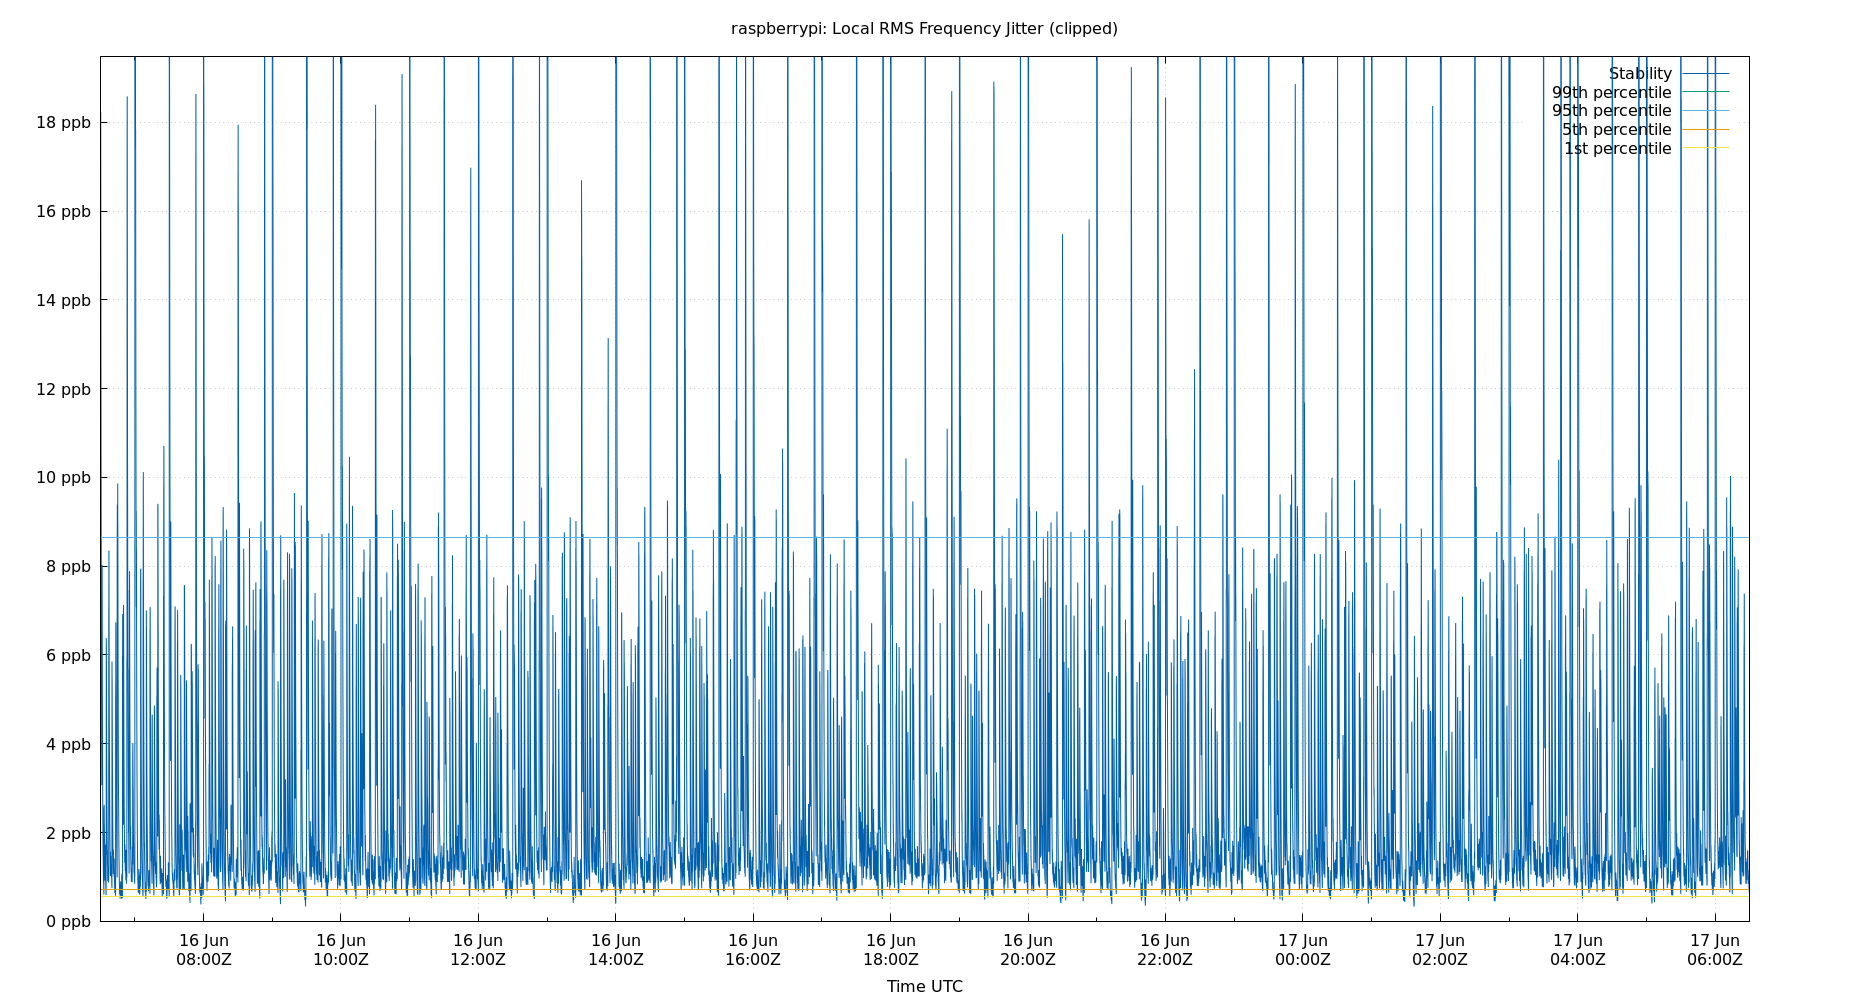 raspberrypi: Local RMS Frequency Jitter (clipped)
Stability
99th percentile
95th percentile
5th percentile
1st percentile
18 ppb
16 ppb
14 ppb
12 ppb
10 ppb
8 ppb
6 ppb
4 ppb
2 ppb
0 ppb
16 Jun 16 Jun 16 Jun 16 Jun 16 Jun 16 Jun 16 Jun 16 Jun 17 Jun 17 Jun 17 Jun 17 Jun
08:00Z 10:00Z 12:00Z 14:00Z 16:00Z 18:00Z 20:00Z 22:00Z 00:00Z 02:00Z 04:00Z 06:00Z
Time UTC